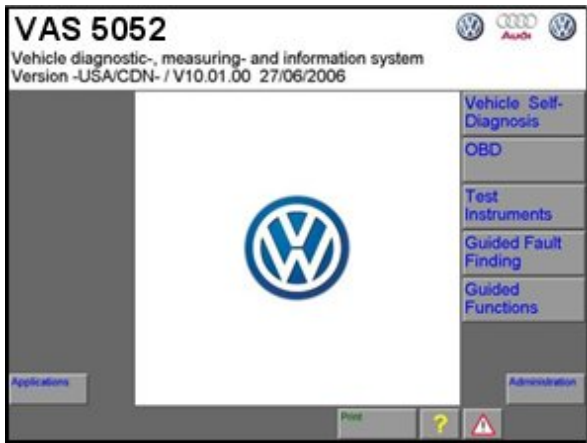 VAS 5052
Audi
Vehicle diagnostic-, measuring- and information system
Version -USA/CDN- / V10.01.00 27/06/2006
Vehicle Self-
Diagnosis
OBD
Test
Instruments
Guided Fault
Finding
Guided
Functions
Applications
Administration
Print
?